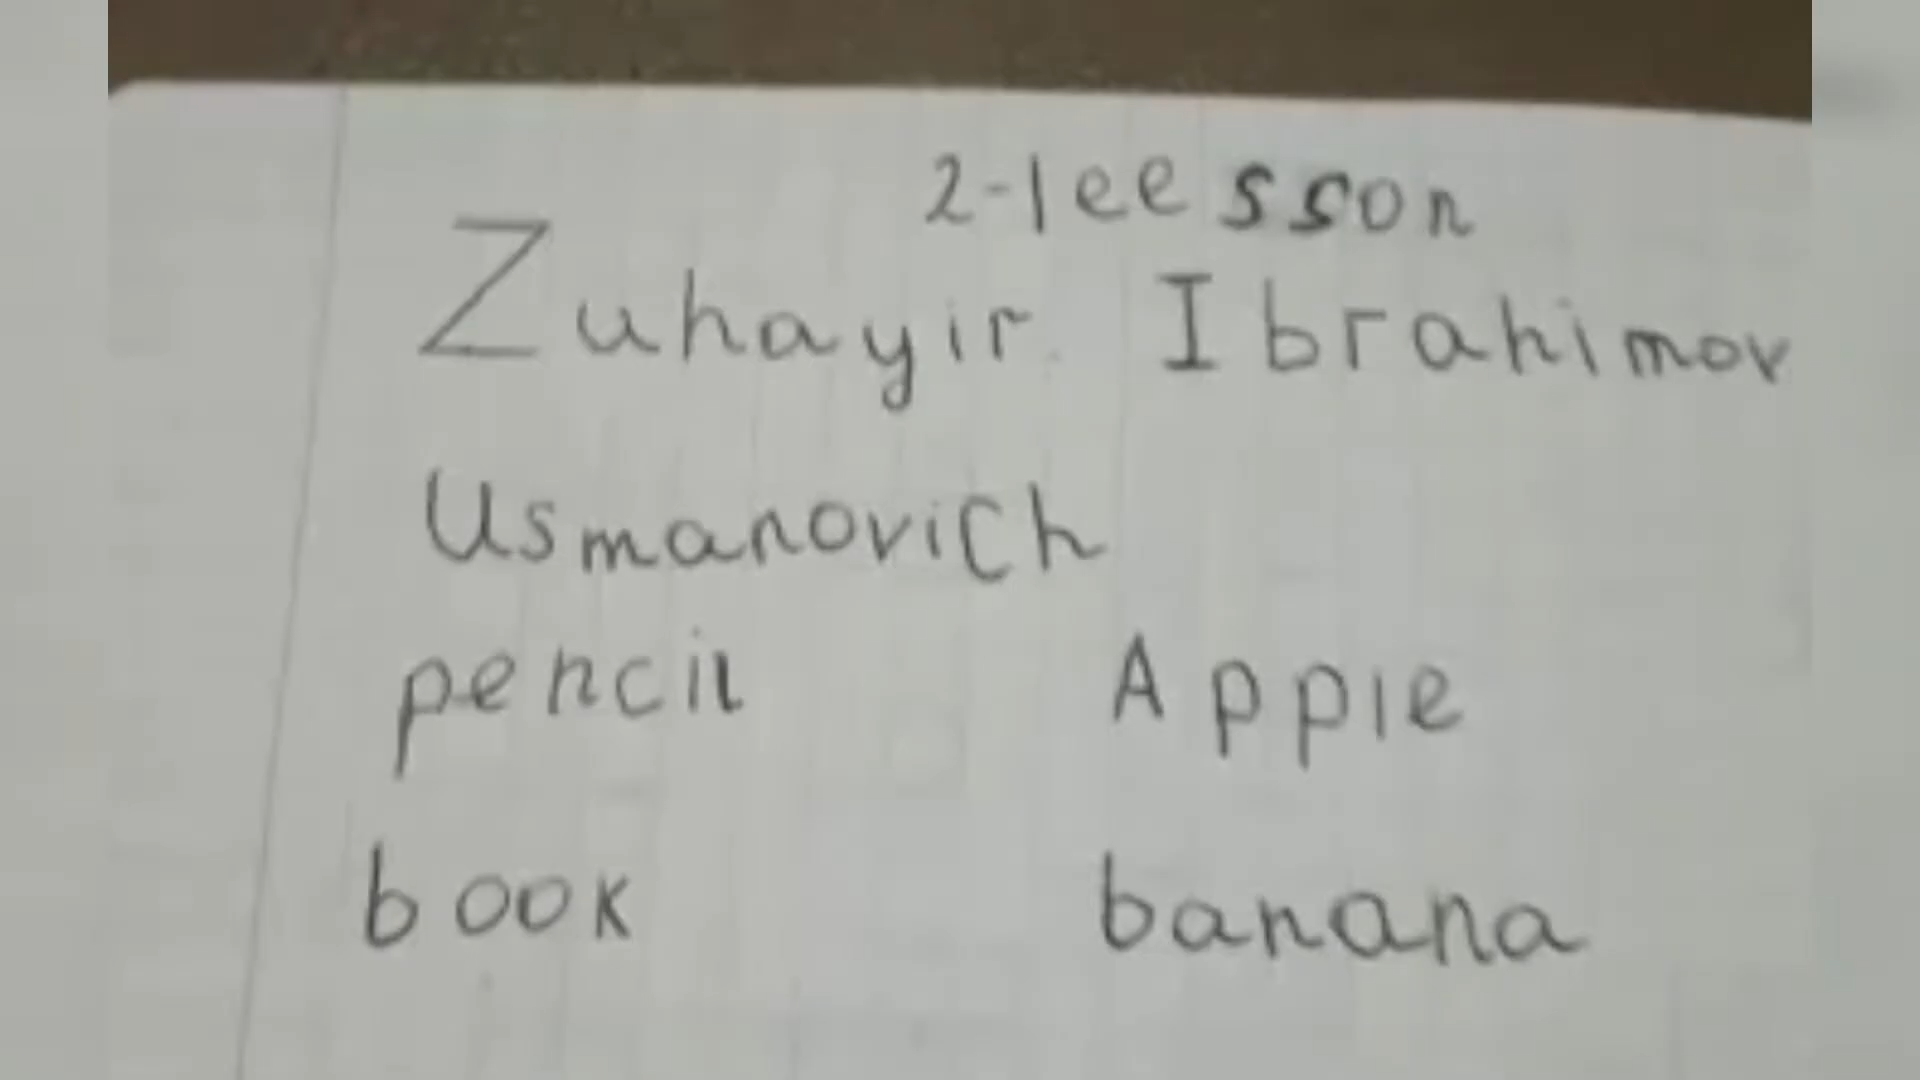 2-leesson
Zuhayir Ibrahimov
Usmanovich
pencil Apple
book banana